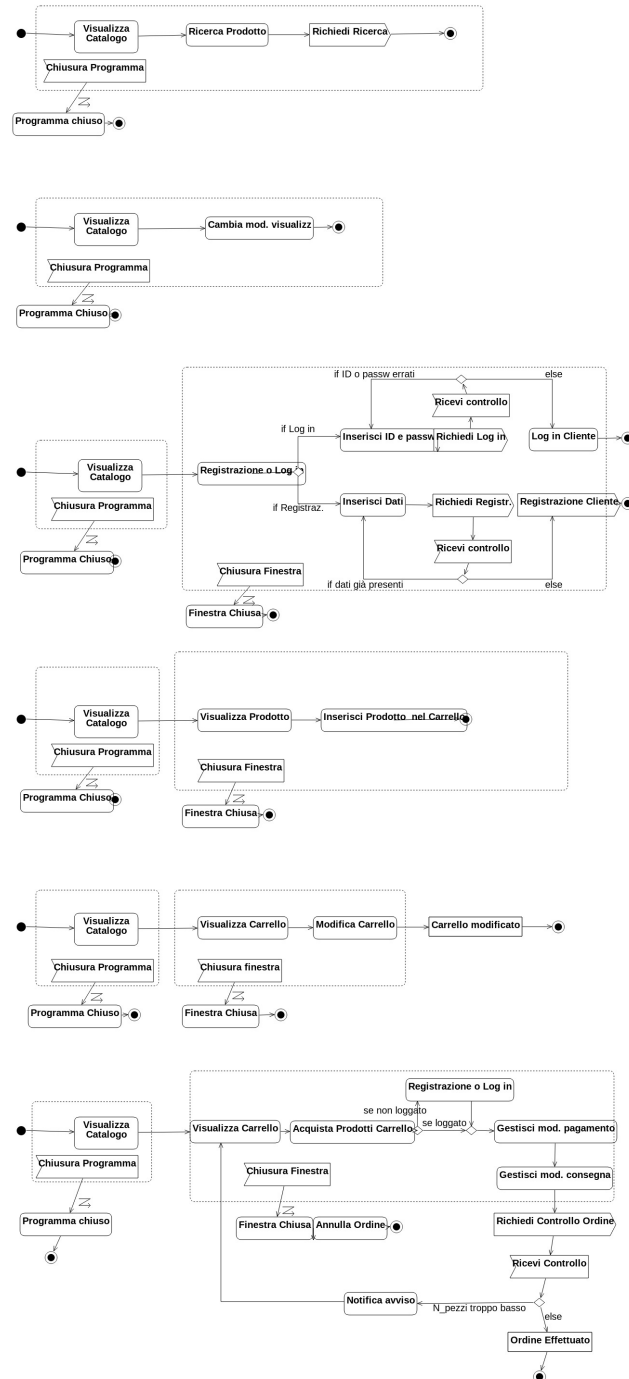 Visualizza
Catalogo
Ricerca Prodotto
Richiedi Ricerca
Chiusura Programma
Programma chiuso
Visualizza
Catalogo
Cambia mod. visualizz
Chiusura Programma
Programma Chiuso
if ID o passw errati
else
Ricevi controllo
if Log in
Inserisci ID e passw
Richiedi Log in
Log in Cliente
Visualizza
Catalogo
Registrazione o Log in
Chiusura Programma
if Registraz.
Inserisci Dati
Richiedi Registr.
Registrazione Cliente
Ricevi controllo
Programma Chiuso
Chiusura Finestra
if dati già presenti
else
Finestra Chiusa
Visualizza
Catalogo
Visualizza Prodotto
Inserisci Prodotto nel Carrello
Chiusura Programma
Chiusura Finestra
Programma Chiuso
Finestra Chiusa
Visualizza
Catalogo
Visualizza Carrello
Modifica Carrello
Carrello modificato
Chiusura Programma
Chiusura finestra
Programma Chiuso
Finestra Chiusa
Registrazione o Log in
se non loggato
se loggato
Visualizza
Catalogo
Visualizza Carrello
Acquista Prodotti Carrello
Gestisci mod. pagamento
Chiusura Programma
Chiusura Finestra
Gestisci mod. consegna
Programma chiuso
Finestra Chiusa
Annulla Ordine
Richiedi Controllo Ordine
Ricevi Controllo
Notifica avviso
N_pezzi troppo basso
else
Ordine Effettuato